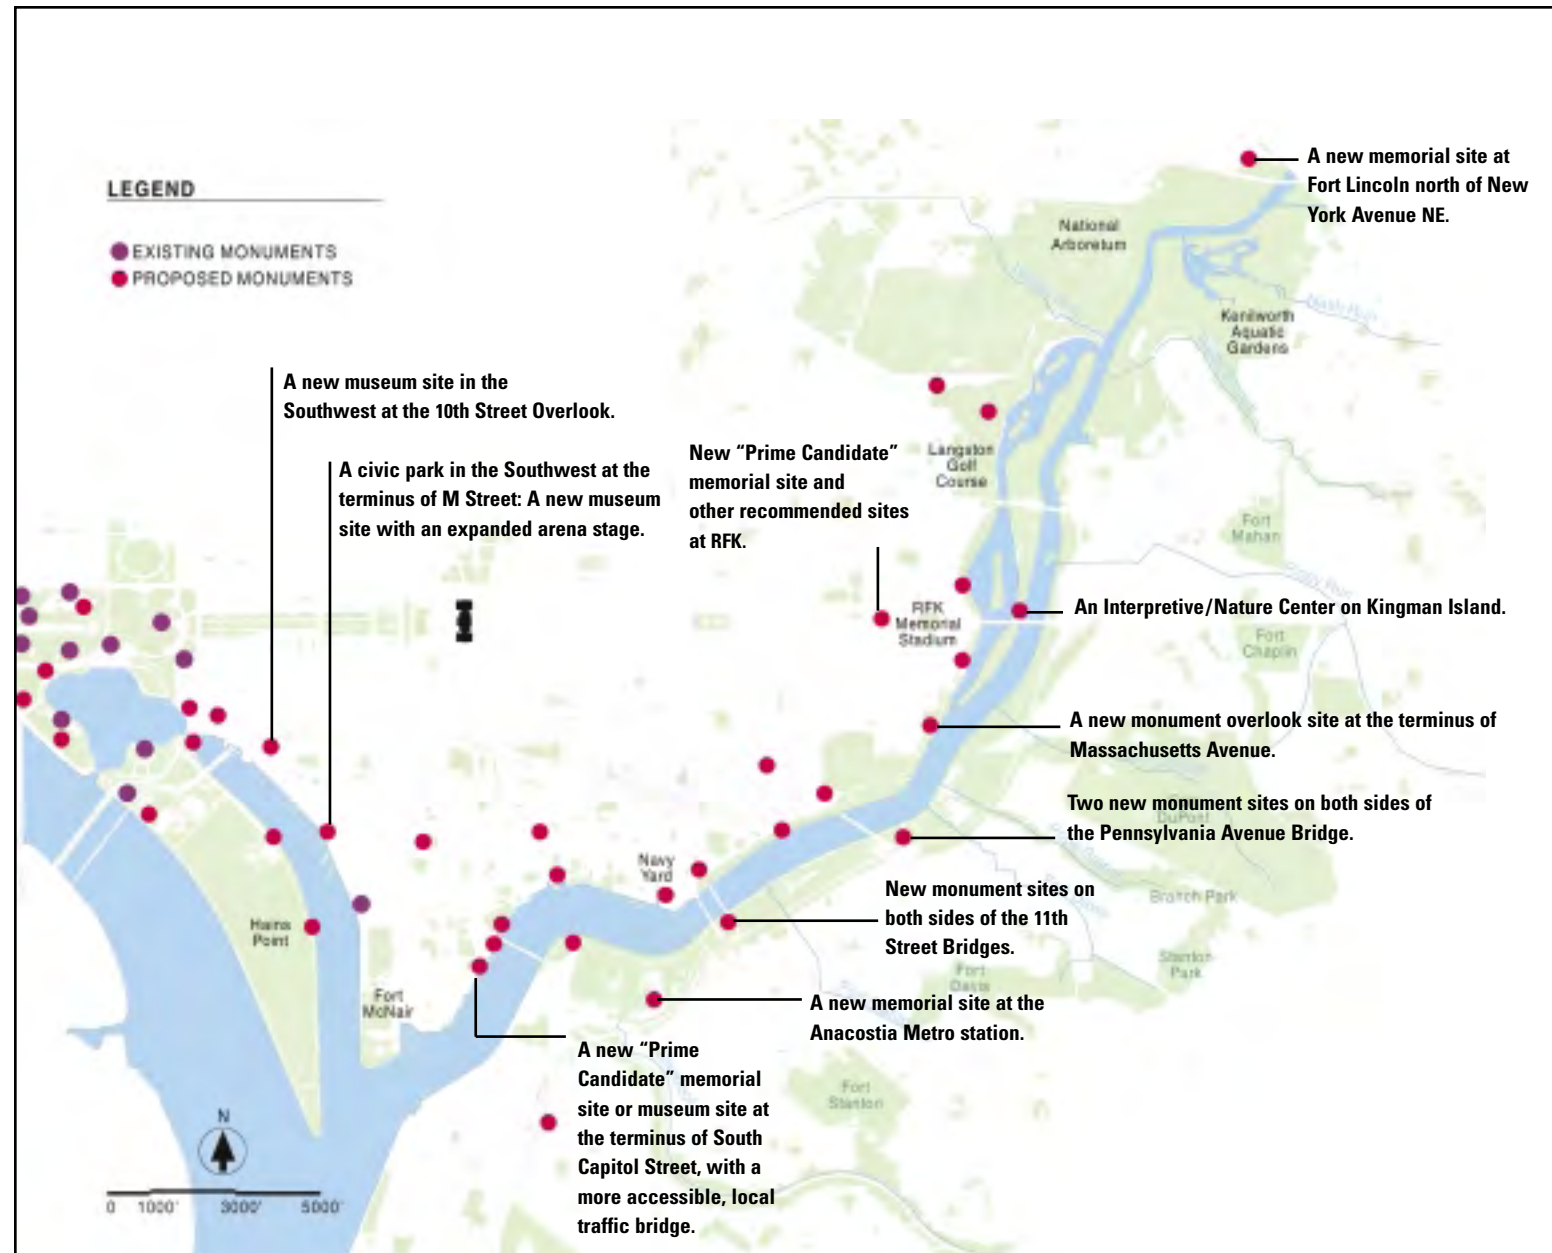 A new memorial site at
Fort Lincoln north of New
York Avenue NE.
LEGEND
EXISTING MONUMENTS
PROPOSED MONUMENTS
National
Arboretum
Kenilworth
Aquatic
Gardens
A new museum site in the
Southwest at the 10th Street Overlook.
A civic park in the Southwest at the
terminus of M Street: A new museum
site with an expanded arena stage.
New “Prime Candidate”
memorial site and
other recommended sites
at RFK.
Langston
Golf
Course
Fort
Mahan
RFK
Memorial
Stadium
An Interpretive/Nature Center on Kingman Island.
Fort
Chaplin
A new monument overlook site at the terminus of
Massachusetts Avenue.
Two new monument sites on both sides of
the Pennsylvania Avenue Bridge.
DuPont
Navy
Yard
New monument sites on
both sides of the 11th
Street Bridges.
Branch Park
Stanton
Park
Fort
Davis
Hains
Point
Fort
McNair
A new memorial site at the
Anacostia Metro station.
A new “Prime
Candidate” memorial
site or museum site at
the terminus of South
Capitol Street, with a
more accessible, local
traffic bridge.
Fort
Stanton
N
0 1000' 3000' 5000'